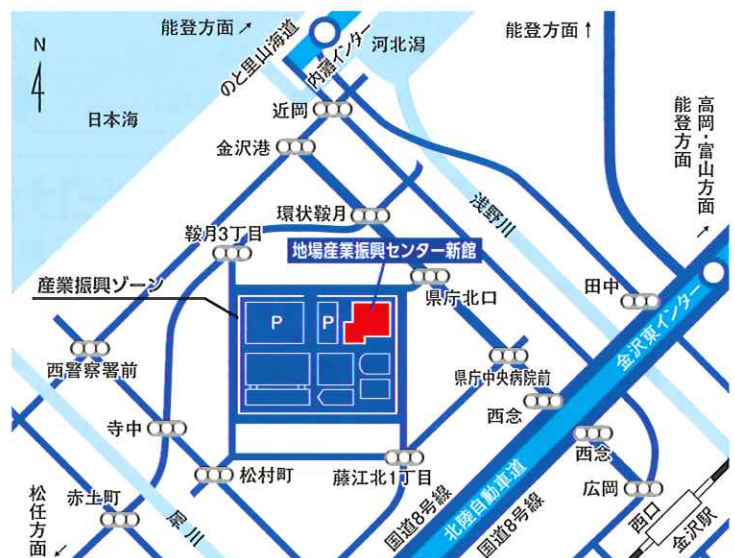 能登方面
のと里山海道
内灘インター
河北潟
能登方面
N
日本海
近岡
金沢港
高岡・富山方面
能登方面
浅野川
環状鞍月
鞍月3丁目
地場産業振興センター新館
産業振興ゾーン
県庁北口
田中
P
P
金沢東インター
西警察署前
県庁中央病院前
西念
寺中
西念
松村町
藤江北1丁目
広岡
松任方面
赤土町
犀川
国道8号線
北陸自動車道
国道8号線
西口
金沢駅